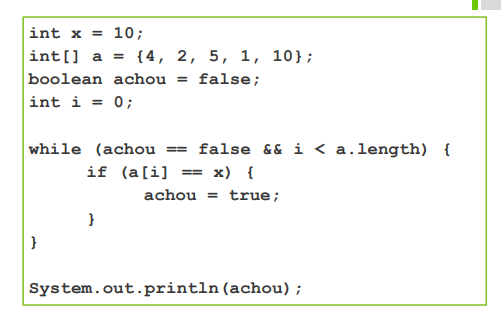 int x = 10;
int[] a = {4, 2, 5, 1, 10};
boolean achou = false;
int i = 0;
while (achou == false && i < a.length) {
if (a[i] == x) {
achou = true;
}
}
System.out.println(achou);